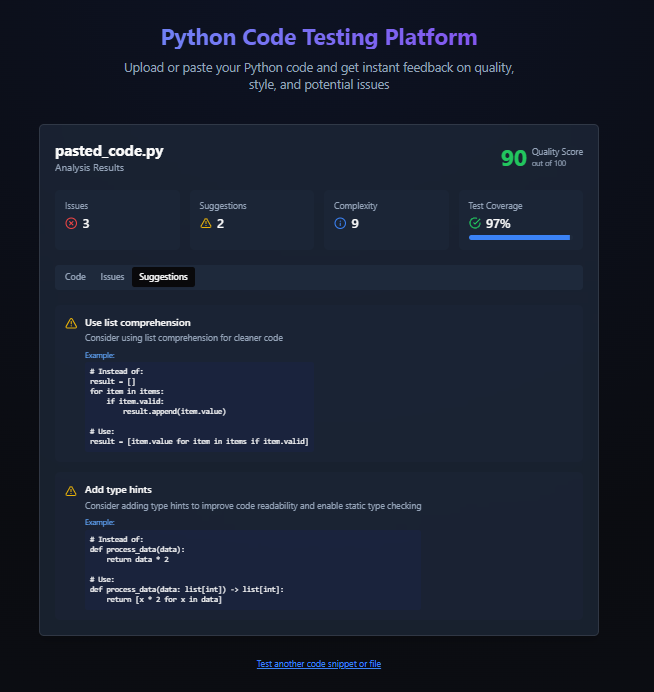 Python Code Testing Platform
Upload or paste your Python code and get instant feedback on quality,
style, and potential issues
pasted_code.py
Analysis Results
90
Quality Score
out of 100
Issues
3
Suggestions
2
Complexity
9
Test Coverage
97%
Code Issues Suggestions
Use list comprehension
Consider using list comprehension for cleaner code
Example:
# Instead of:
result = []
for item in items:
    if item.valid:
        result.append(item.value)

# Use:
result = [item.value for item in items if item.valid]
Add type hints
Consider adding type hints to improve code readability and enable static type checking
Example:
# Instead of:
def process_data(data):
    return data * 2

# Use:
def process_data(data: list[int]) -> list[int]:
    return [x * 2 for x in data]
Test another code snippet or file